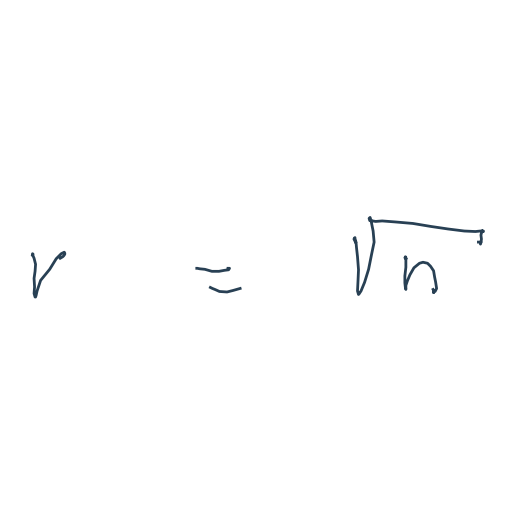 r = √n